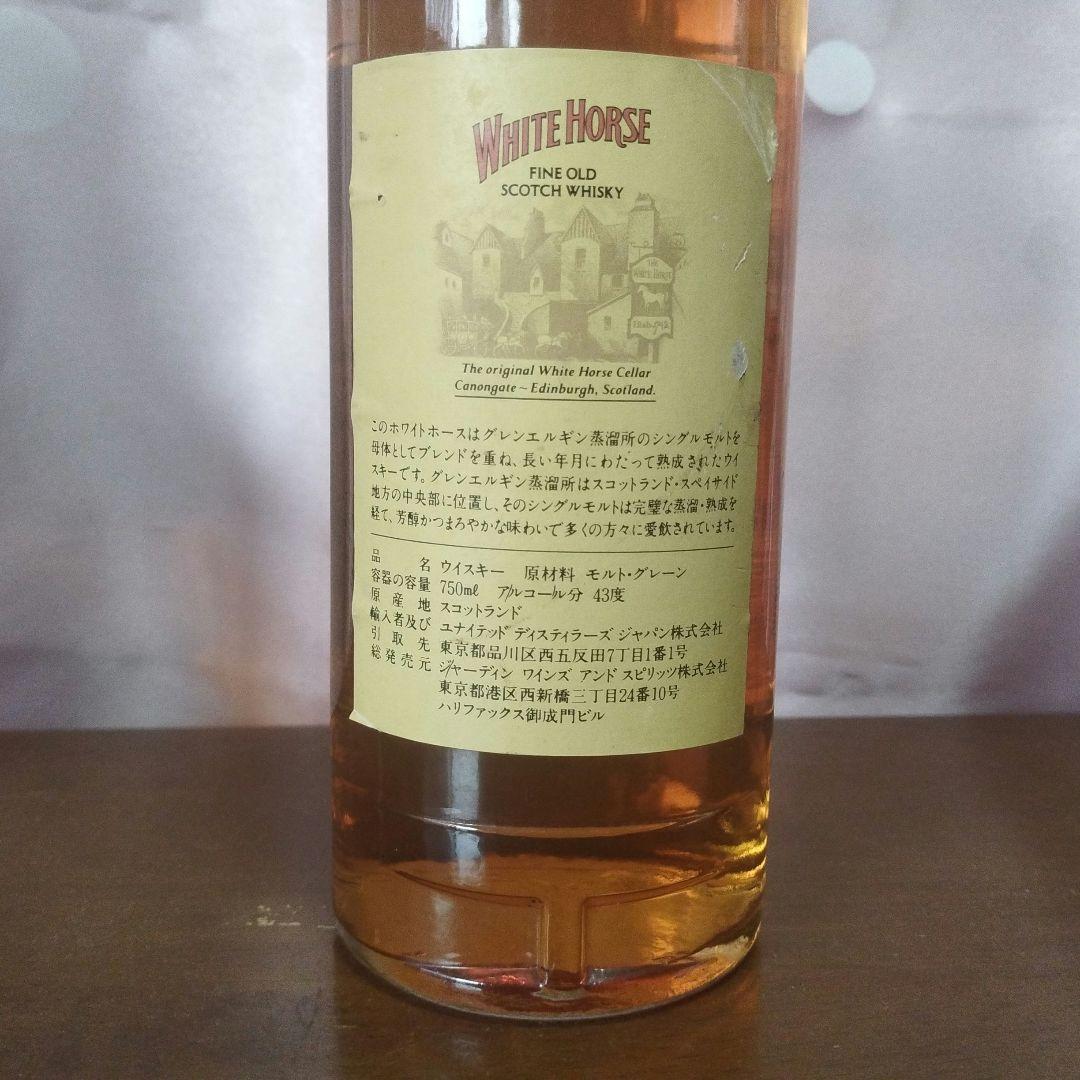 WHITE HORSE
FINE OLD
SCOTCH WHISKY
THE
WHITE HORSE
The original White Horse Cellar
Canongate ~ Edinburgh, Scotland.
このホワイトホースはグレンエルギン蒸溜所のシングルモルトを
母体としてブレンドを重ね、長い年月にわたって熟成されたウイ
スキーです。グレンエルギン蒸溜所はスコットランド・スペイサイド
地方の中央部に位置し、そのシングルモルトは完璧な蒸溜・熟成を
経て、芳醇かつまろやかな味わいで多くの方々に愛飲されています。
品名 ウイスキー 原材料 モルト・グレーン
容器の容量 750ml アルコール分 43度
原産地 スコットランド
輸入者及び ユナイテッド ディスティラーズ ジャパン株式会社
引取先 東京都品川区西五反田7丁目1番1号
総発売元 ジャーディン ワインズ アンド スピリッツ株式会社
東京都港区西新橋三丁目24番10号
ハリファックス御成門ビル